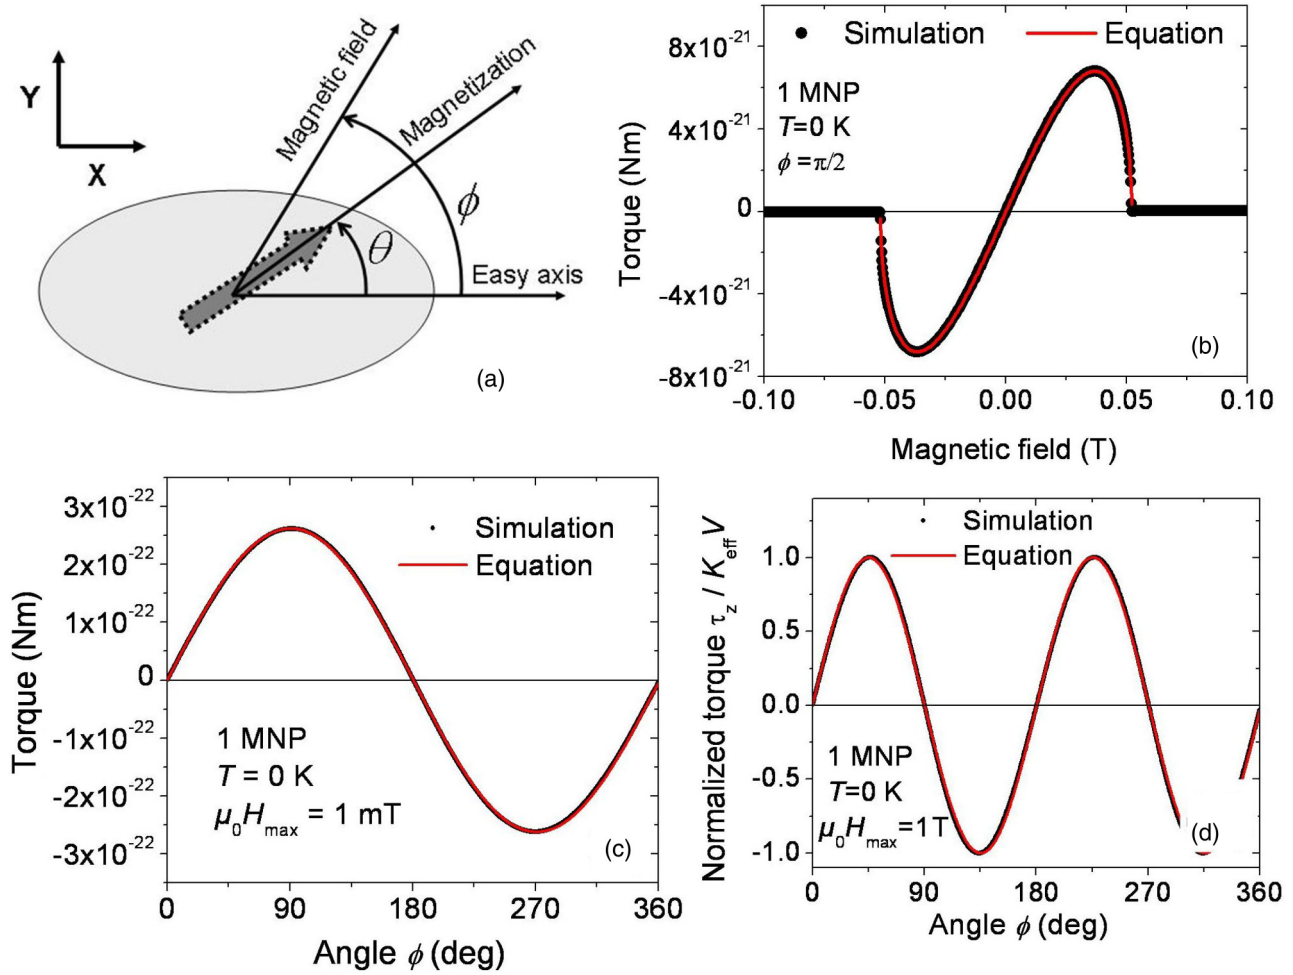 Y
X
Magnetic field
Magnetization
ϕ
θ
Easy axis
(a)
Torque (Nm)
8x10-21
4x10-21
0
-4x10-21
-8x10-21
Simulation Equation
1 MNP
T=0 K
ϕ =π/2
(b)
-0.10 -0.05 0.00 0.05 0.10
Magnetic field (T)
Torque (Nm)
3x10-22
2x10-22
1x10-22
0
-1x10-22
-2x10-22
-3x10-22
Simulation
Equation
1 MNP
T = 0 K
μ0Hmax = 1 mT
(c)
0 90 180 270 360
Angle ϕ (deg)
Normalized torque τz / KeffV
1.0
0.5
0.0
-0.5
-1.0
Simulation
Equation
1 MNP
T=0 K
μ0Hmax=1T
(d)
0 90 180 270 360
Angle ϕ (deg)